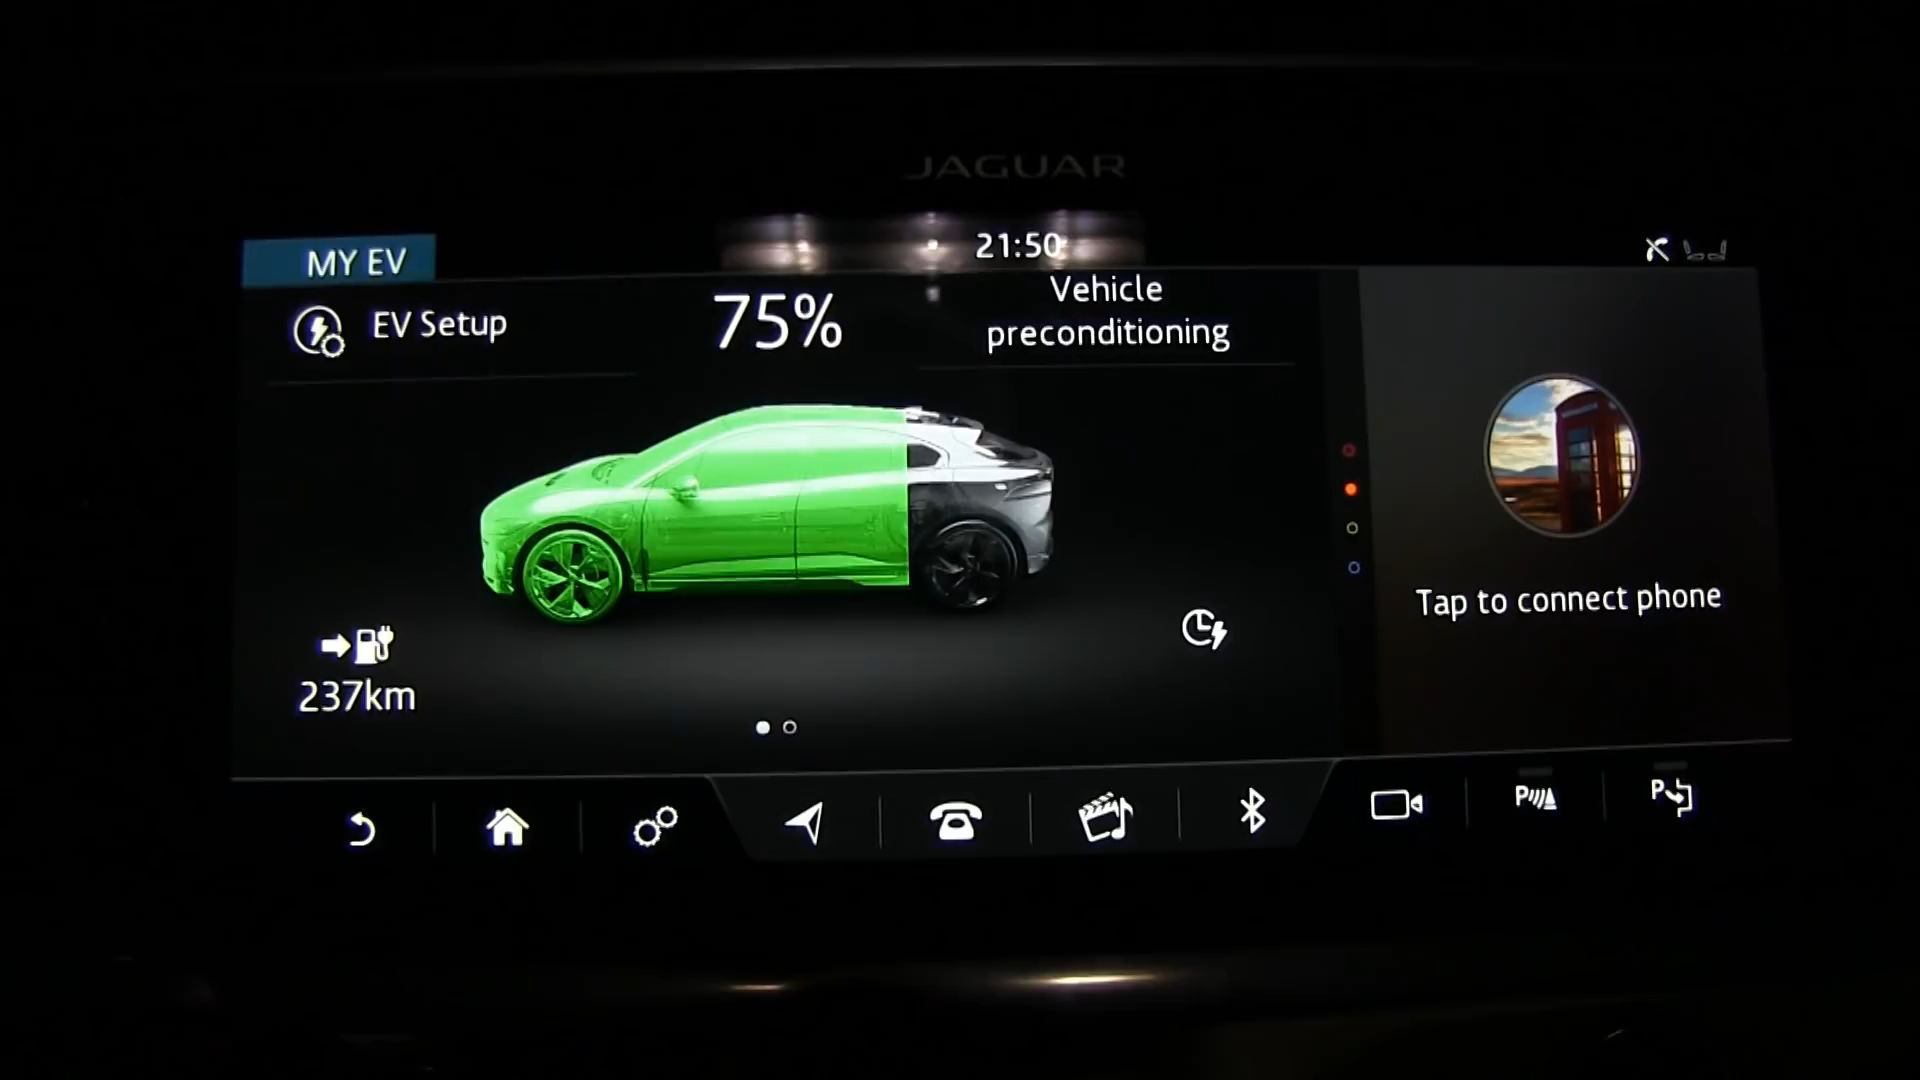 JAGUAR
MY EV
21:50
EV Setup
75%
Vehicle
preconditioning
Tap to connect phone
237km
P
P